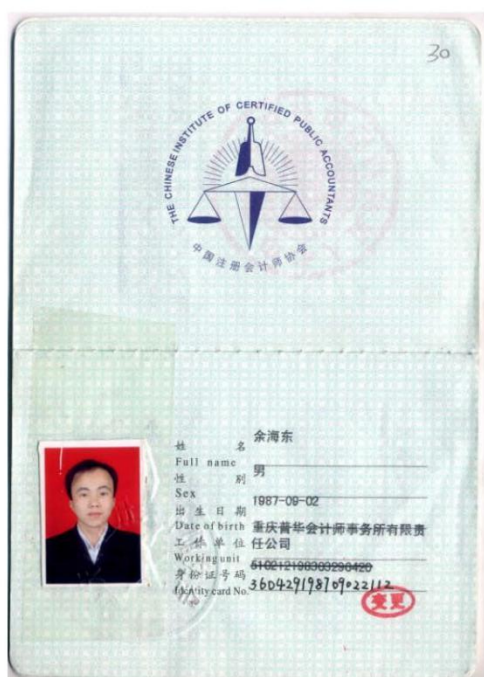 30
THE CHINESE INSTITUTE OF CERTIFIED PUBLIC ACCOUNTANTS
中国注册会计师协会
姓 名 余海东
Full name
性 别 男
Sex
出生日期 1987-09-02
Date of birth
工作单位 重庆普华会计师事务所有限责
任公司
Working unit
身份证号码 510212198303290420
Identity card No. 360429198709022112
变更